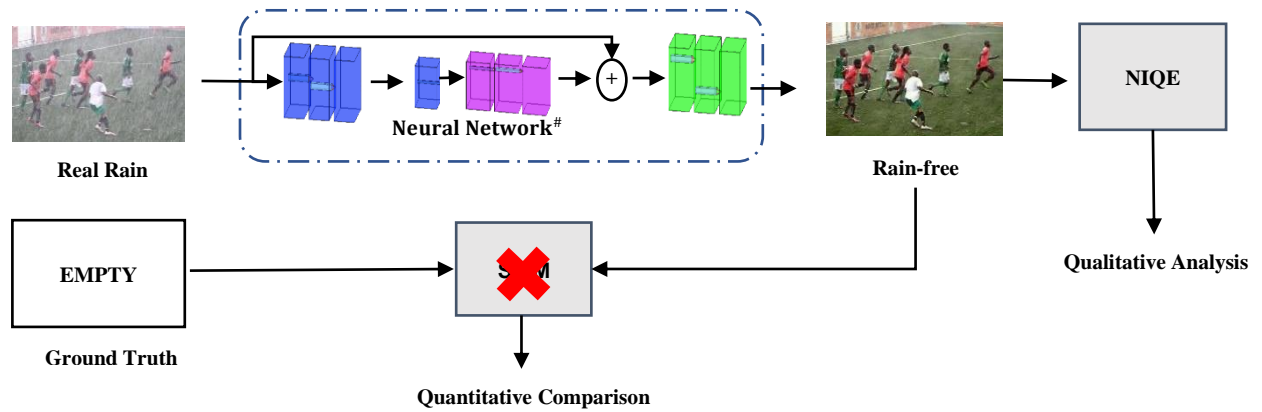 NIQE
+
Neural Network#
Real Rain
Rain-free
EMPTY
Qualitative Analysis
Ground Truth
Quantitative Comparison